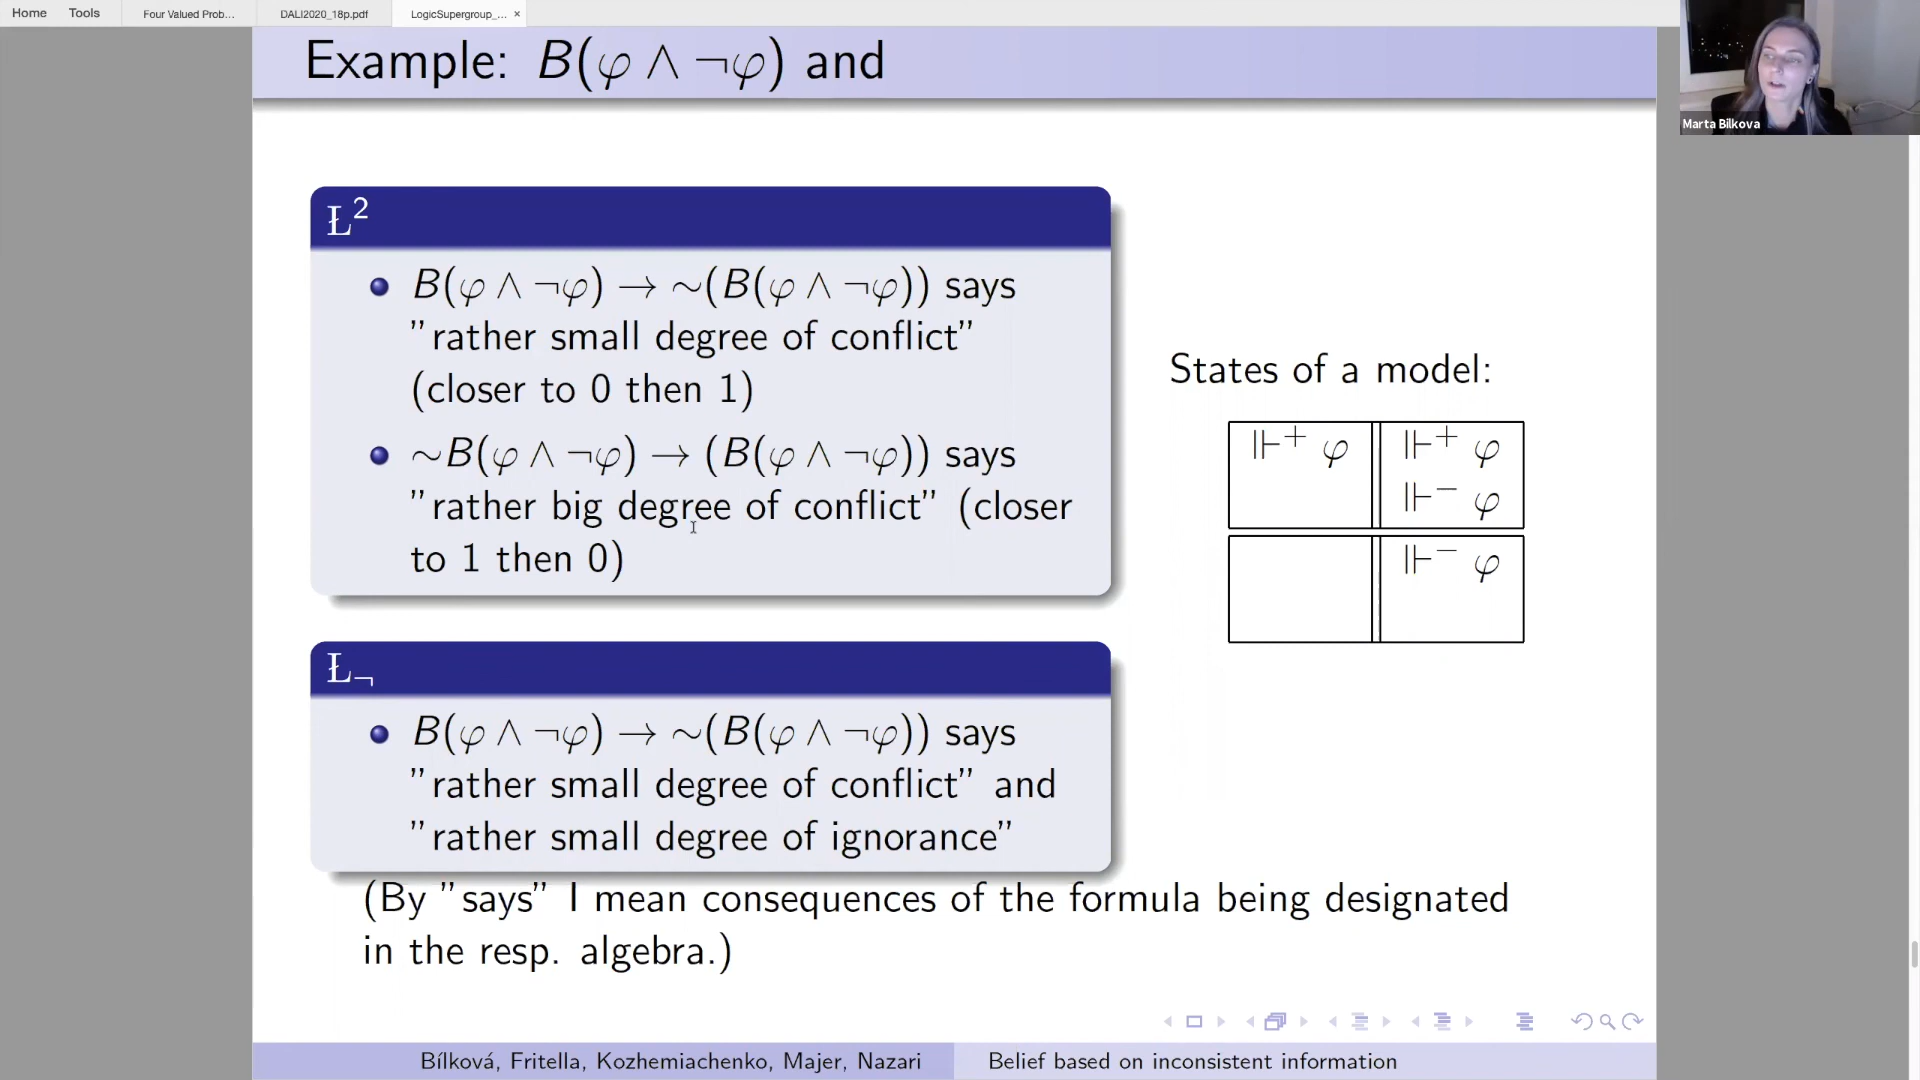 Home Tools Four Valued Prob... DALI2020_18p.pdf LogicSupergroup_... ×
Example: B(φ ∧ ¬φ) and
Marta Bilkova
Ł²
B(φ ∧ ¬φ) → ∼(B(φ ∧ ¬φ)) says
"rather small degree of conflict"
(closer to 0 then 1)
∼B(φ ∧ ¬φ) → (B(φ ∧ ¬φ)) says
"rather big degree of conflict" (closer
to 1 then 0)
States of a model:
⊩⁺ φ ⊩⁺ φ
⊩⁻ φ
⊩⁻ φ
Ł¬
B(φ ∧ ¬φ) → ∼(B(φ ∧ ¬φ)) says
"rather small degree of conflict" and
"rather small degree of ignorance"
(By "says" I mean consequences of the formula being designated
in the resp. algebra.)
Bílková, Fritella, Kozhemiachenko, Majer, Nazari Belief based on inconsistent information